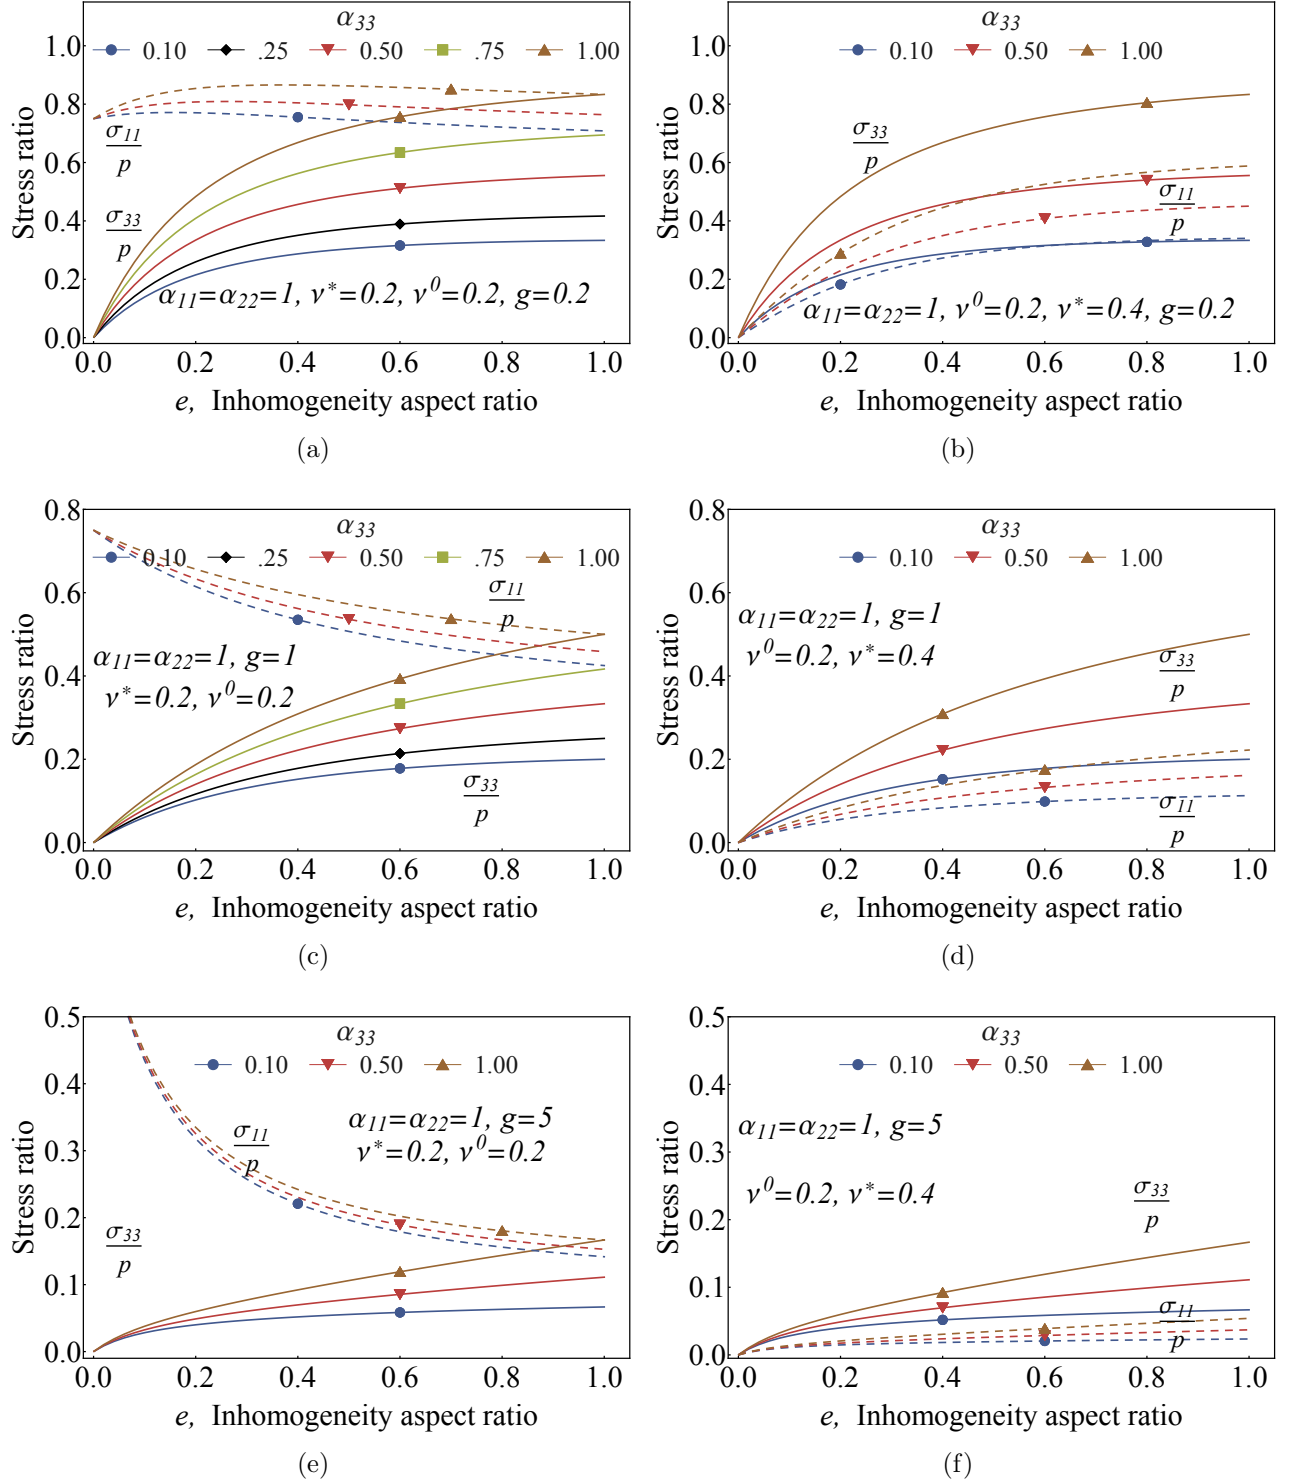 α33
0.10 .25 0.50 .75 1.00
Stress ratio
1.0
0.8
0.6
0.4
0.2
0.0
σ11
p
σ33
p
α11=α22=1, ν*=0.2, ν0=0.2, g=0.2
0.0 0.2 0.4 0.6 0.8 1.0
e, Inhomogeneity aspect ratio
(a)
α33
0.10 0.50 1.00
Stress ratio
1.0
0.8
0.6
0.4
0.2
0.0
σ33
p
σ11
p
α11=α22=1, ν0=0.2, ν*=0.4, g=0.2
0.0 0.2 0.4 0.6 0.8 1.0
e, Inhomogeneity aspect ratio
(b)
α33
0.10 .25 0.50 .75 1.00
Stress ratio
0.8
0.6
0.4
0.2
0.0
σ11
p
α11=α22=1, g=1
ν*=0.2, ν0=0.2
σ33
p
0.0 0.2 0.4 0.6 0.8 1.0
e, Inhomogeneity aspect ratio
(c)
α33
0.10 0.50 1.00
Stress ratio
0.8
0.6
0.4
0.2
0.0
α11=α22=1, g=1
ν0=0.2, ν*=0.4
σ33
p
σ11
p
0.0 0.2 0.4 0.6 0.8 1.0
e, Inhomogeneity aspect ratio
(d)
α33
0.10 0.50 1.00
Stress ratio
0.5
0.4
0.3
0.2
0.1
0.0
α11=α22=1, g=5
ν*=0.2, ν0=0.2
σ11
p
σ33
p
0.0 0.2 0.4 0.6 0.8 1.0
e, Inhomogeneity aspect ratio
(e)
α33
0.10 0.50 1.00
Stress ratio
0.5
0.4
0.3
0.2
0.1
0.0
α11=α22=1, g=5
ν0=0.2, ν*=0.4
σ33
p
σ11
p
0.0 0.2 0.4 0.6 0.8 1.0
e, Inhomogeneity aspect ratio
(f)